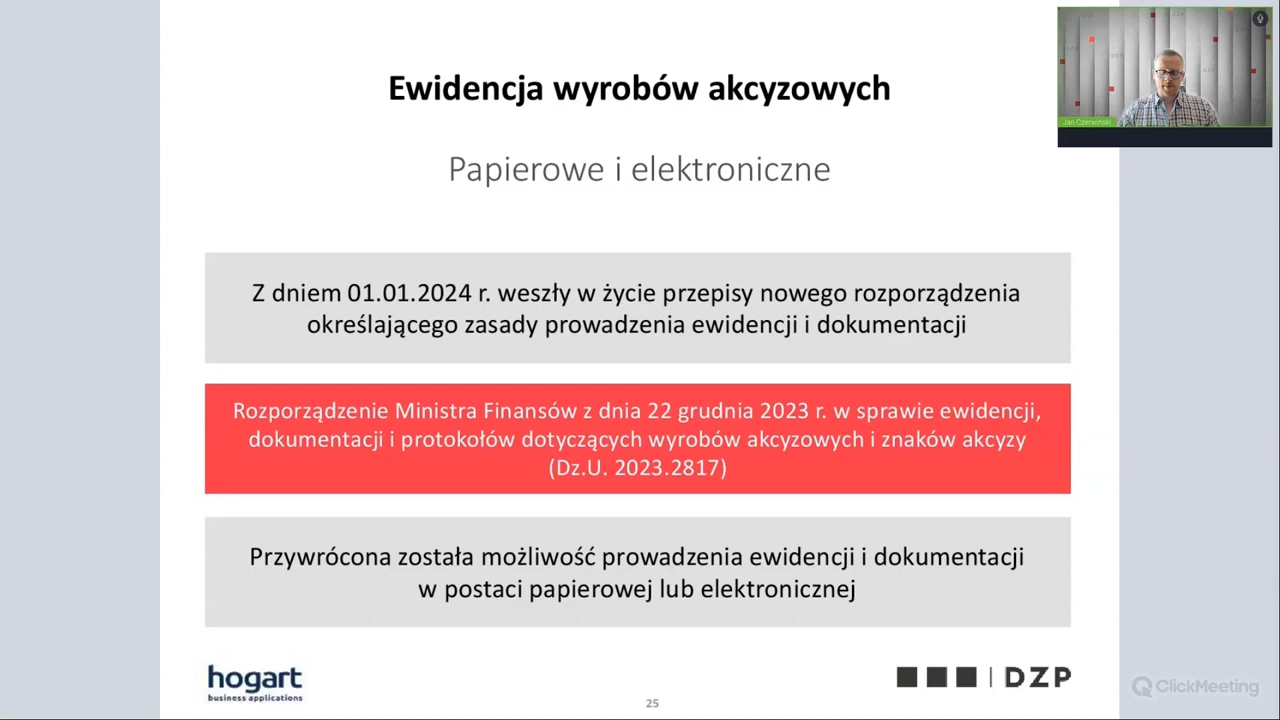 Ewidencja wyrobów akcyzowych
Jan Czerwiński
Papierowe i elektroniczne
Z dniem 01.01.2024 r. weszły w życie przepisy nowego rozporządzenia
określającego zasady prowadzenia ewidencji i dokumentacji
Rozporządzenie Ministra Finansów z dnia 22 grudnia 2023 r. w sprawie ewidencji,
dokumentacji i protokołów dotyczących wyrobów akcyzowych i znaków akcyzy
(Dz.U. 2023.2817)
Przywrócona została możliwość prowadzenia ewidencji i dokumentacji
w postaci papierowej lub elektronicznej
hogart
business applications
DZP
ClickMeeting
25